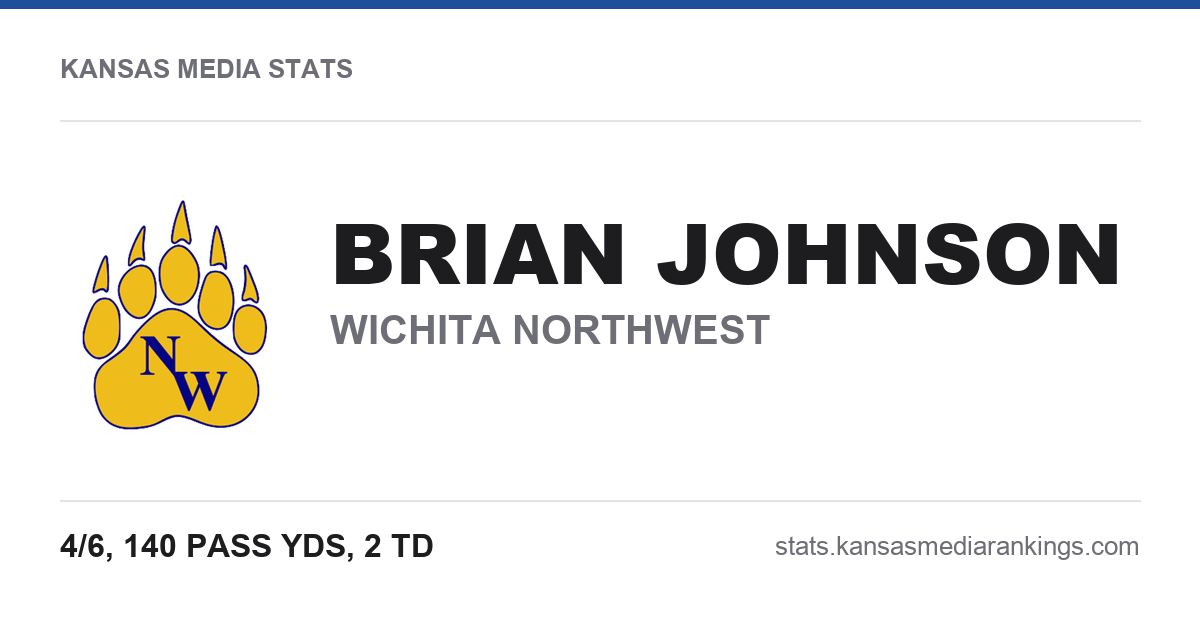 KANSAS MEDIA STATS
BRIAN JOHNSON
WICHITA NORTHWEST
N
W
4/6, 140 PASS YDS, 2 TD
stats.kansasmediarankings.com